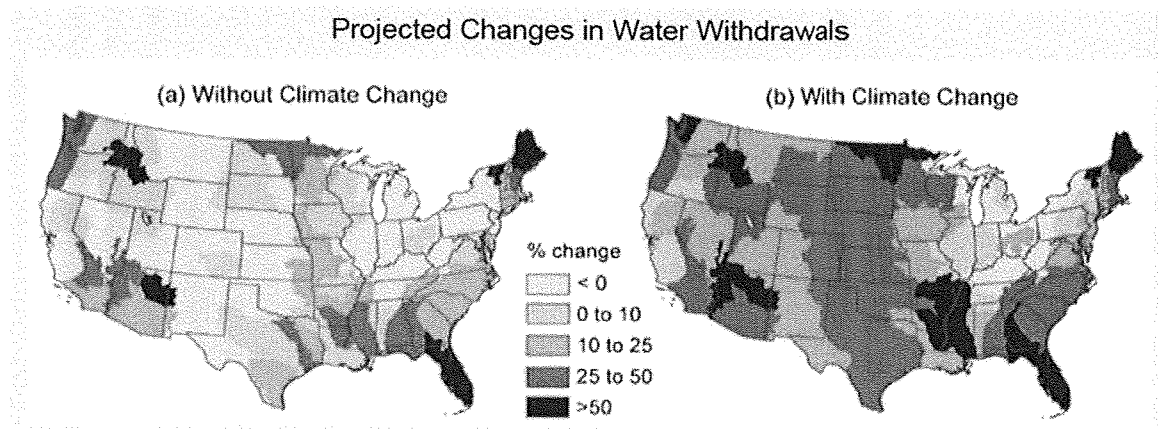 Projected Changes in Water Withdrawals
(a) Without Climate Change
(b) With Climate Change
% change
< 0
0 to 10
10 to 25
25 to 50
>50